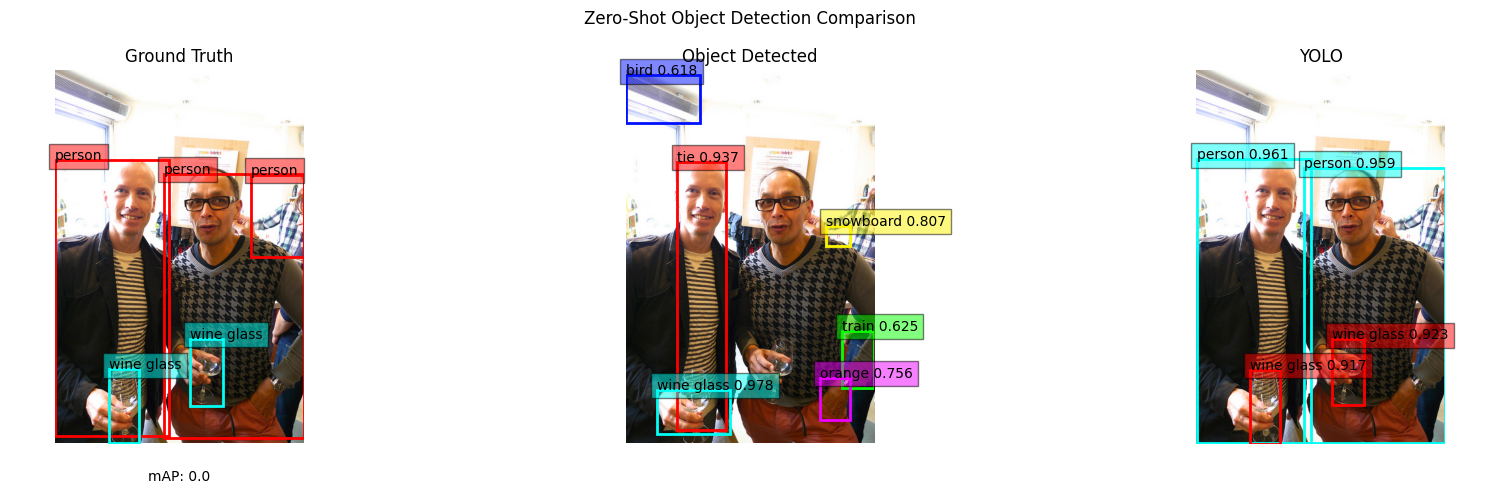 Zero-Shot Object Detection Comparison
Ground Truth
person
person
person
wine glass
wine glass
mAP: 0.0
Object Detected
bird 0.618
tie 0.937
snowboard 0.807
train 0.625
orange 0.756
wine glass 0.978
YOLO
person 0.961
person 0.959
wine glass 0.923
wine glass 0.917